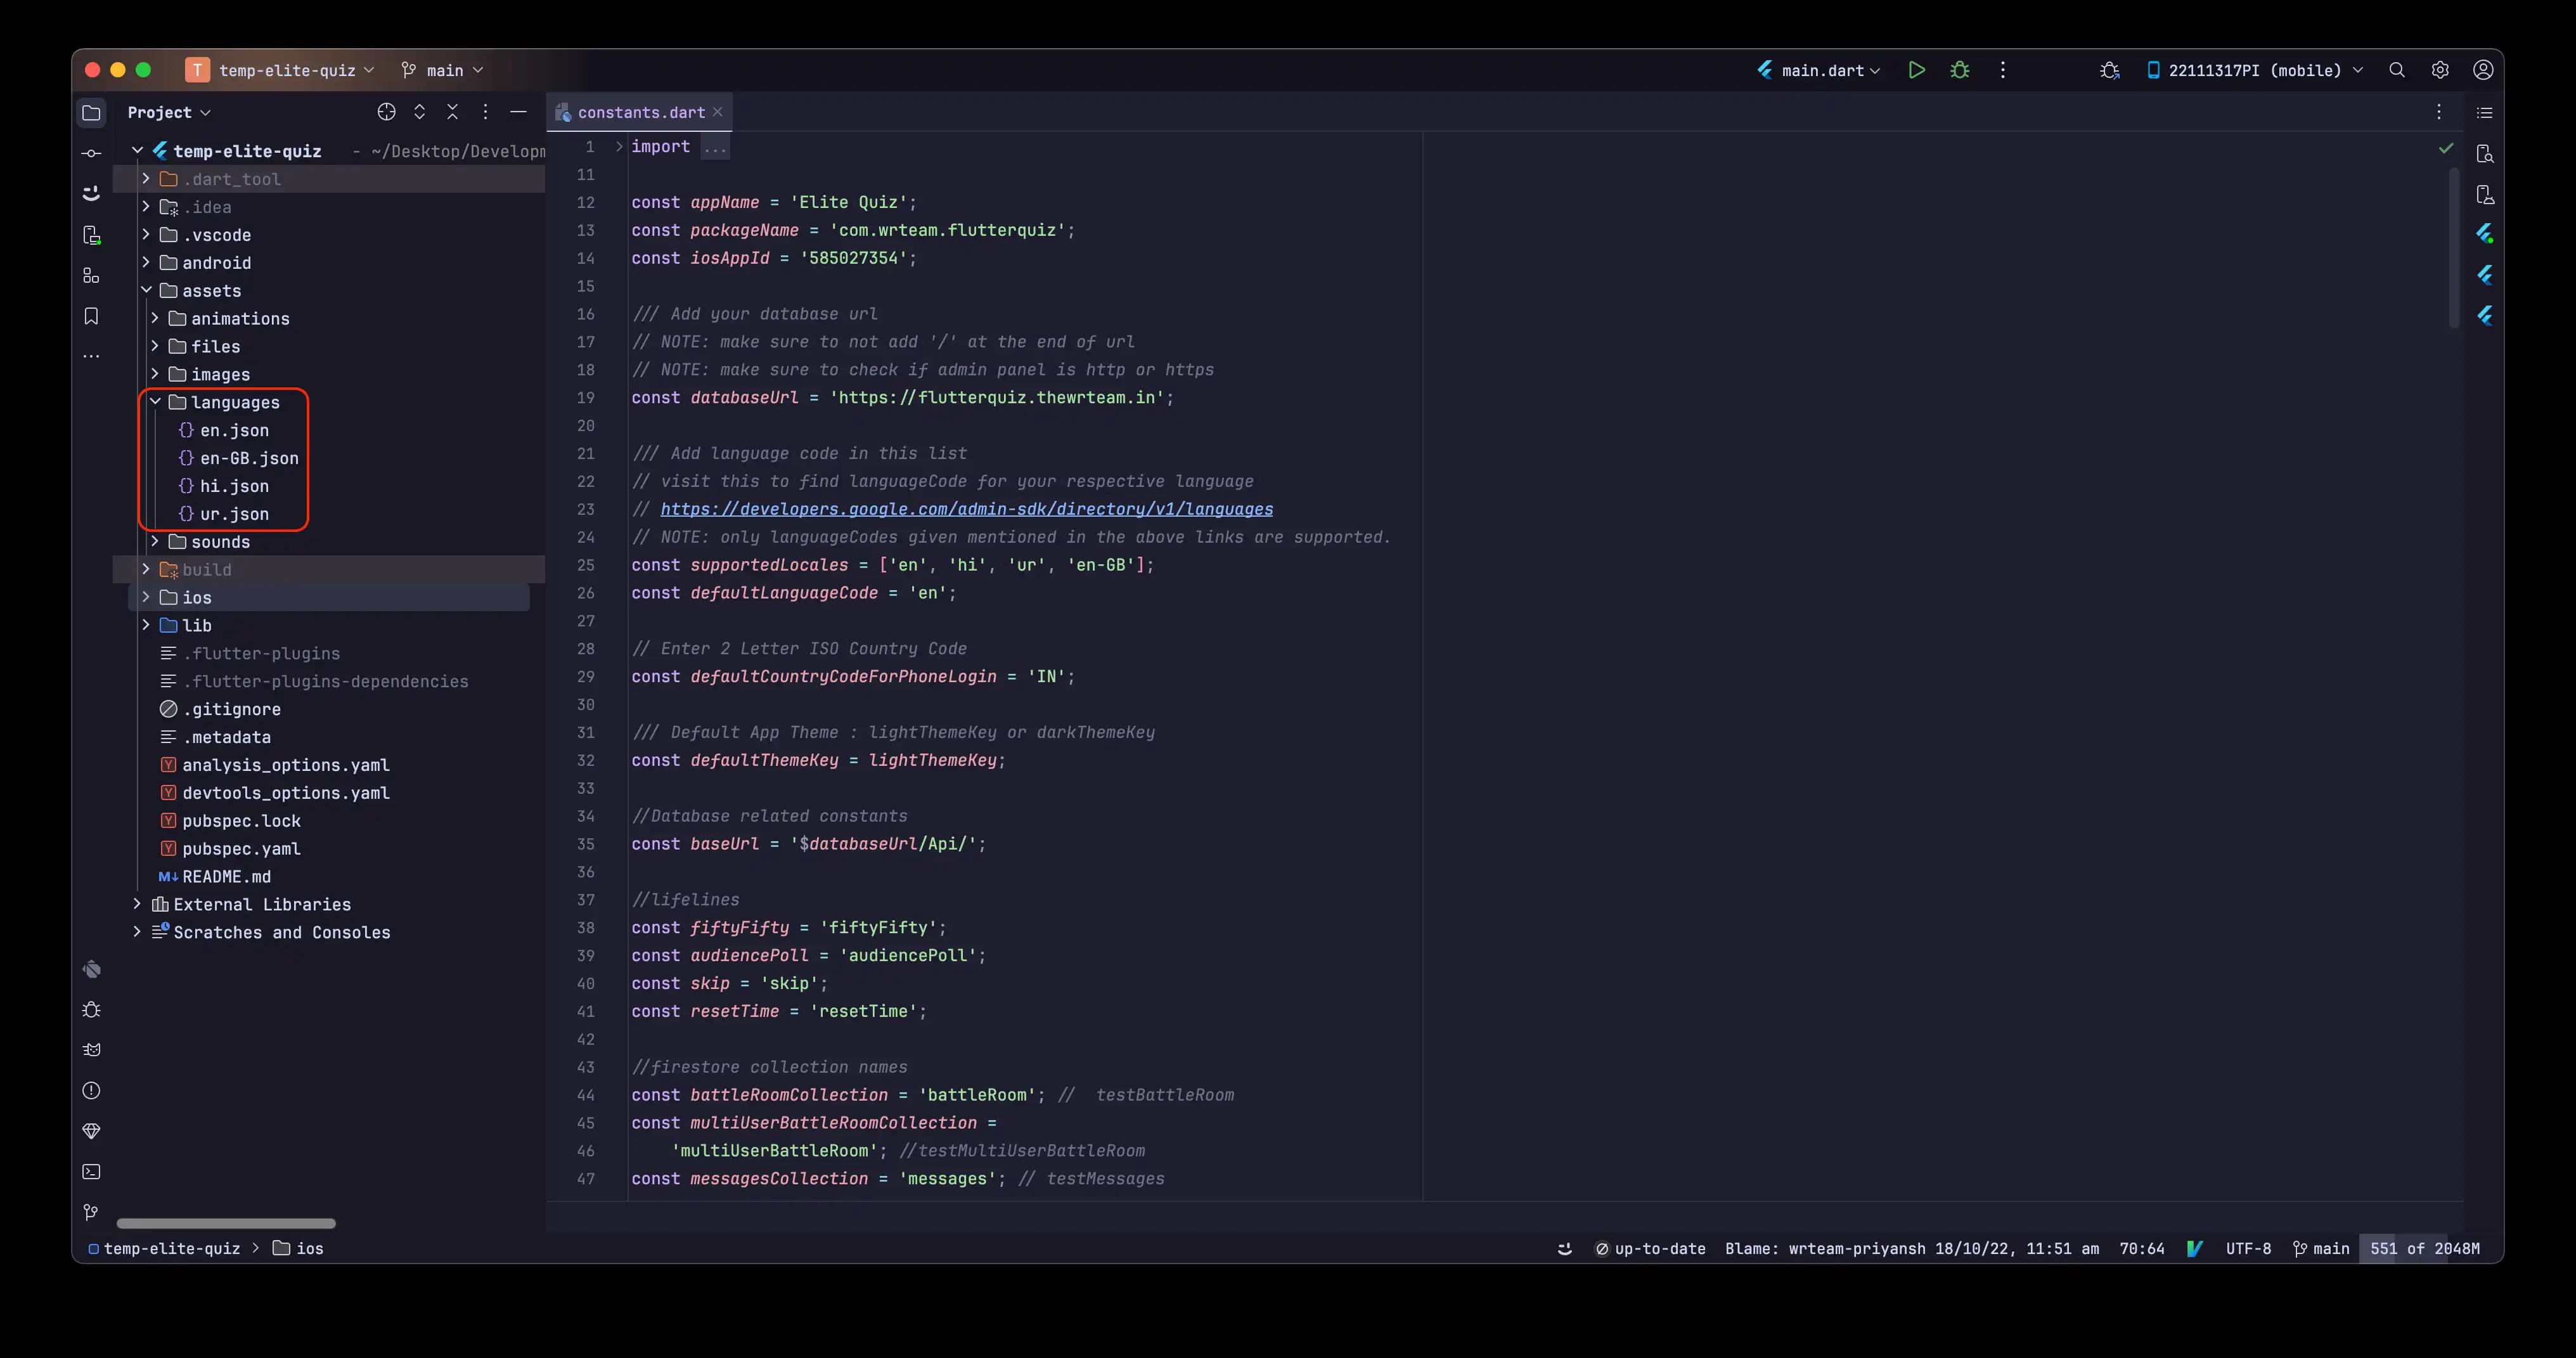 T temp-elite-quiz main main.dart 22111317PI (mobile)
Project
constants.dart
temp-elite-quiz - ~/Desktop/Developm
.dart_tool
.idea
.vscode
android
assets
animations
files
images
languages
{} en.json
{} en-GB.json
{} hi.json
{} ur.json
sounds
build
ios
lib
.flutter-plugins
.flutter-plugins-dependencies
.gitignore
.metadata
Y analysis_options.yaml
Y devtools_options.yaml
Y pubspec.lock
Y pubspec.yaml
M↓ README.md
External Libraries
Scratches and Consoles
1 import ...
11
12 const appName = 'Elite Quiz';
13 const packageName = 'com.wrteam.flutterquiz';
14 const iosAppId = '585027354';
15
16 /// Add your database url
17 // NOTE: make sure to not add '/' at the end of url
18 // NOTE: make sure to check if admin panel is http or https
19 const databaseUrl = 'https://flutterquiz.thewrteam.in';
20
21 /// Add language code in this list
22 // visit this to find languageCode for your respective language
23 // https://developers.google.com/admin-sdk/directory/v1/languages
24 // NOTE: only languageCodes given mentioned in the above links are supported.
25 const supportedLocales = ['en', 'hi', 'ur', 'en-GB'];
26 const defaultLanguageCode = 'en';
27
28 // Enter 2 Letter ISO Country Code
29 const defaultCountryCodeForPhoneLogin = 'IN';
30
31 /// Default App Theme : lightThemeKey or darkThemeKey
32 const defaultThemeKey = lightThemeKey;
33
34 //Database related constants
35 const baseUrl = '$databaseUrl/Api/';
36
37 //lifelines
38 const fiftyFifty = 'fiftyFifty';
39 const audiencePoll = 'audiencePoll';
40 const skip = 'skip';
41 const resetTime = 'resetTime';
42
43 //firestore collection names
44 const battleRoomCollection = 'battleRoom'; //  testBattleRoom
45 const multiUserBattleRoomCollection =
46 'multiUserBattleRoom'; //testMultiUserBattleRoom
47 const messagesCollection = 'messages'; // testMessages
temp-elite-quiz > ios up-to-date Blame: wrteam-priyansh 18/10/22, 11:51 am 70:64 UTF-8 main 551 of 2048M